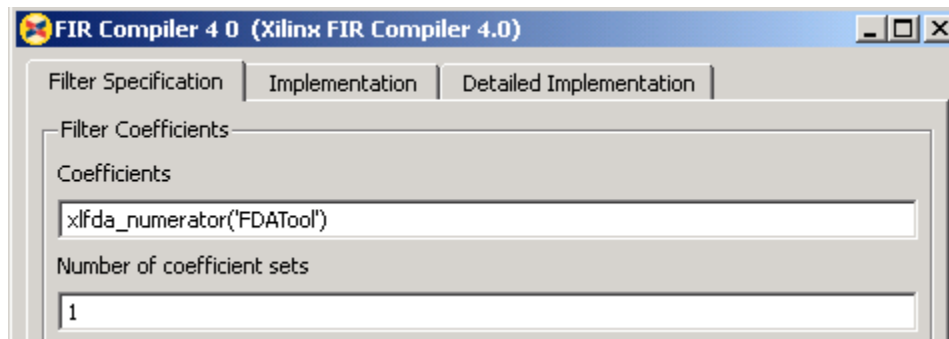 FIR Compiler 4 0 (Xilinx FIR Compiler 4.0)
Filter Specification Implementation Detailed Implementation
Filter Coefficients
Coefficients
xlfda_numerator('FDATool')
Number of coefficient sets
1